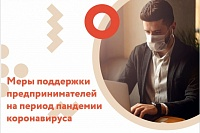 Меры поддержки
предпринимателей
на период пандемии
коронавируса